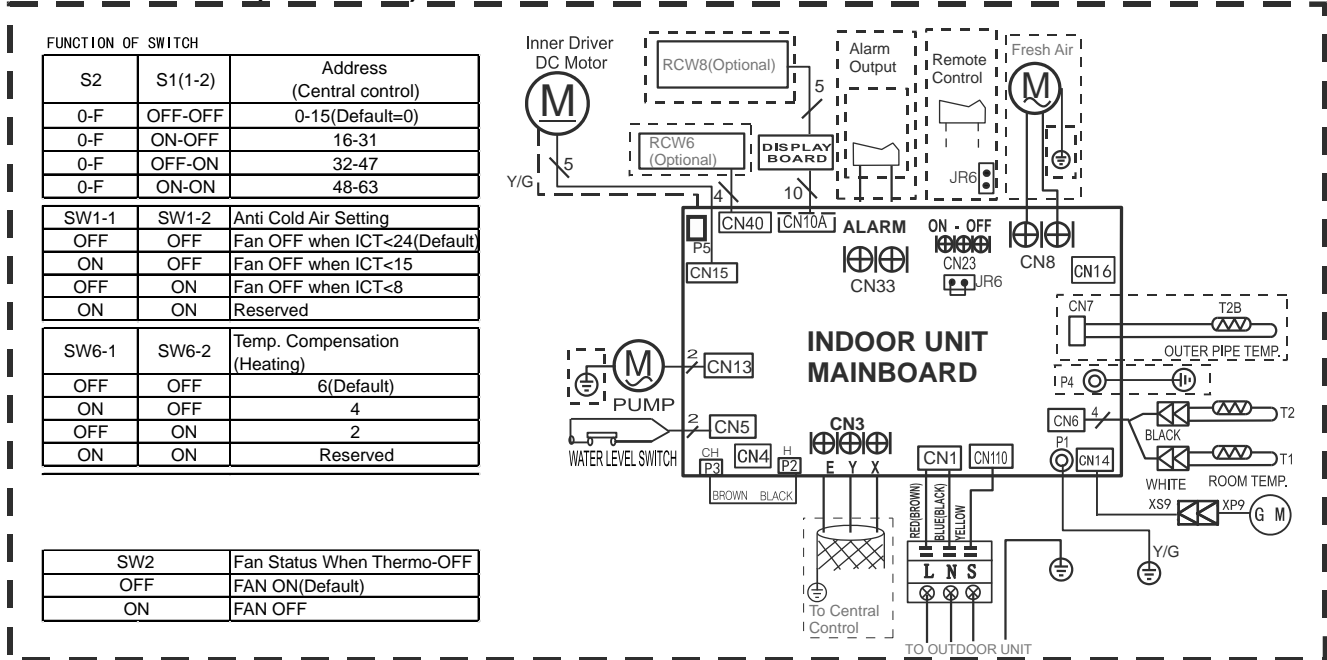 FUNCTION OF SWITCH
S2 S1(1-2) Address
(Central control)
0-F OFF-OFF 0-15(Default=0)
0-F ON-OFF 16-31
0-F OFF-ON 32-47
0-F ON-ON 48-63
SW1-1 SW1-2 Anti Cold Air Setting
OFF OFF Fan OFF when ICT<24(Default)
ON OFF Fan OFF when ICT<15
OFF ON Fan OFF when ICT<8
ON ON Reserved
SW6-1 SW6-2 Temp. Compensation
(Heating)
OFF OFF 6(Default)
ON OFF 4
OFF ON 2
ON ON Reserved
SW2 Fan Status When Thermo-OFF
OFF FAN ON(Default)
ON FAN OFF
Inner Driver
DC Motor
M
5
Y/G
RCW8(Optional)
5
RCW6
(Optional)
4
DISPLAY
BOARD
10
Alarm
Output
Remote
Control
JR6
Fresh Air
M
P5
CN40
CN10A
ALARM
CN33
ON - OFF
CN23
JR6
CN8
CN16
CN15
INDOOR UNIT
MAINBOARD
CN7
T2B
OUTER PIPE TEMP.
P4
M
PUMP
2
CN13
WATER LEVEL SWITCH
2
CN5
CN4
CH
P3
H
P2
BROWN BLACK
CN3
E Y X
To Central
Control
CN1
CN110
RED(BROWN)
BLUE(BLACK)
YELLOW
L N S
TO OUTDOOR UNIT
CN6
4
BLACK
T2
WHITE
T1
ROOM TEMP.
P1
CN14
XS9
XP9
G M
Y/G